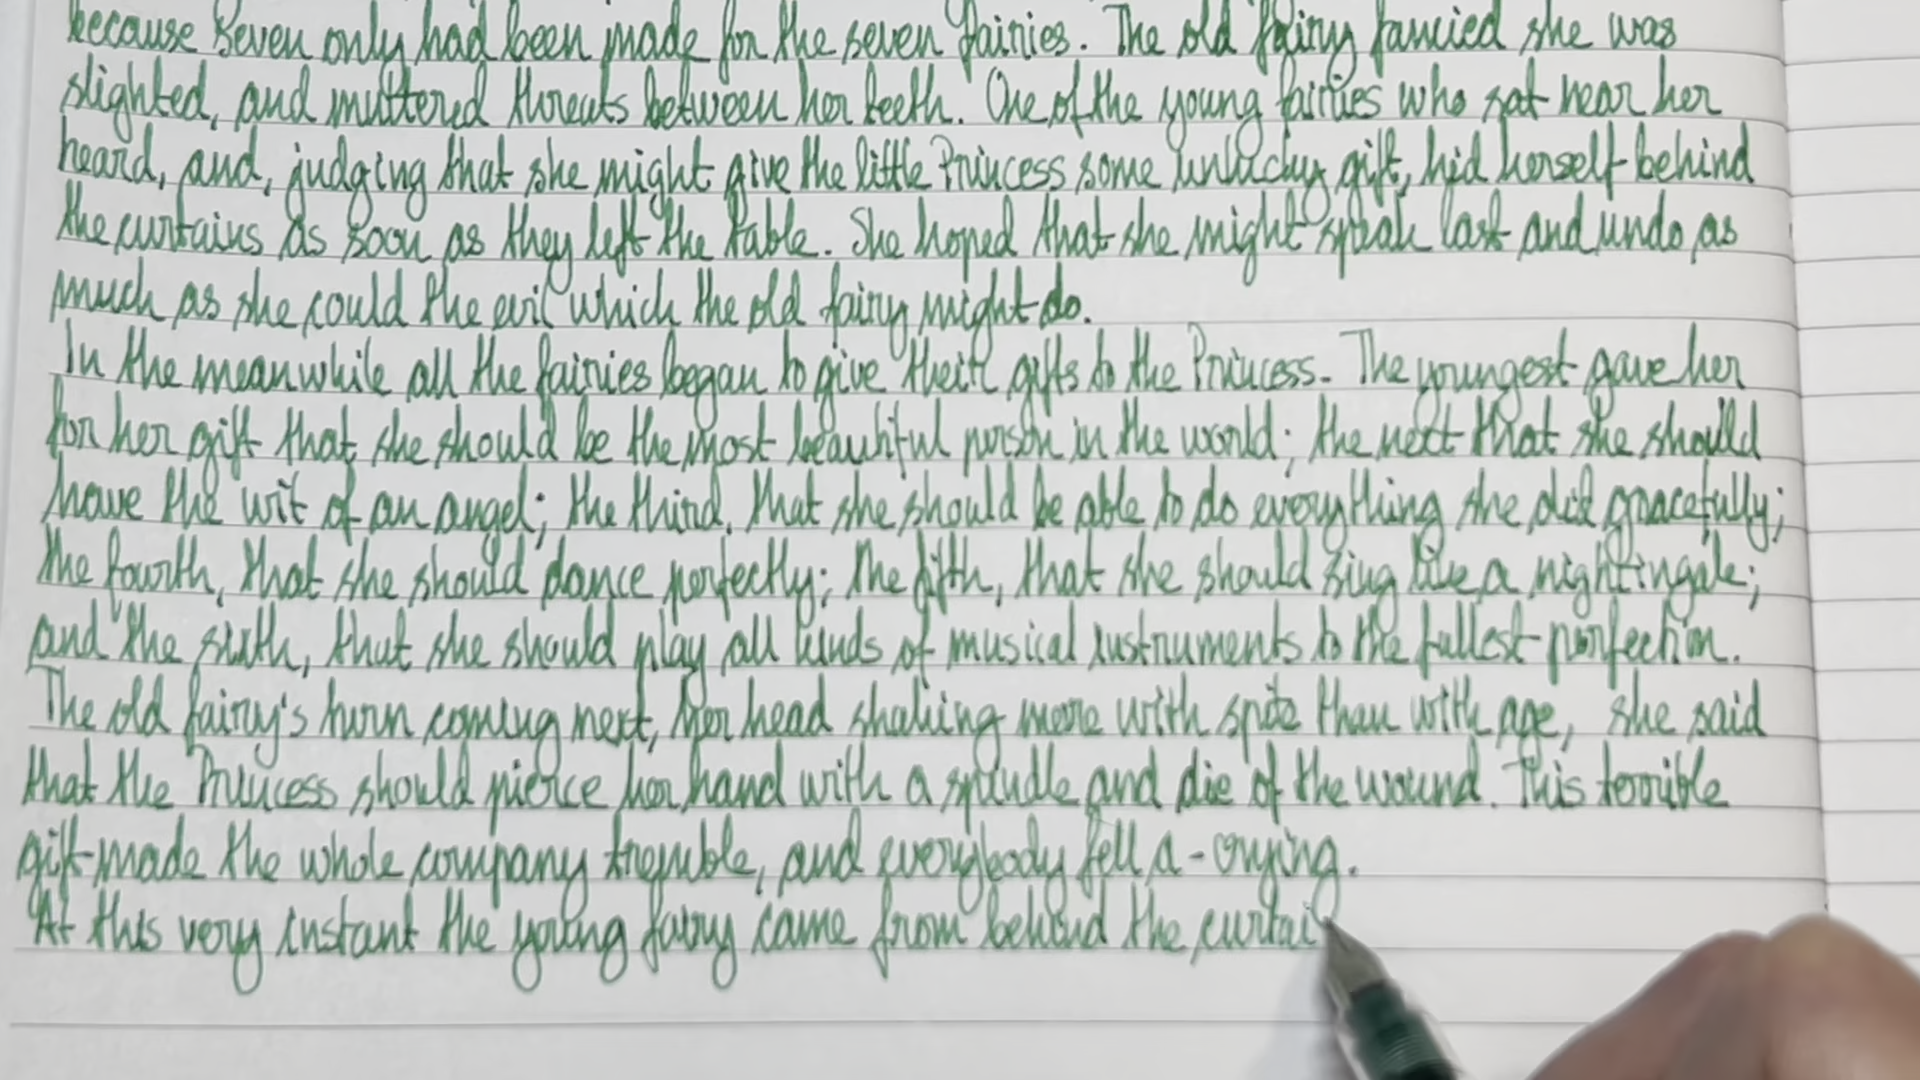 because seven only had been made for the seven fairies. The old fairy fancied she was
slighted, and muttered threats between her teeth. One of the young fairies who sat near her
heard, and, judging that she might give the little Princess some unlucky gift, hid herself behind
the curtains as soon as they left the table. She hoped that she might speak last and undo as
much as she could the evil which the old fairy might do.
In the meanwhile all the fairies began to give their gifts to the Princess. The youngest gave her
for her gift that she should be the most beautiful person in the world; the next that she should
have the wit of an angel; the third, that she should be able to do everything she did gracefully;
the fourth, that she should dance perfectly; the fifth, that she should sing like a nightingale;
and the sixth, that she should play all kinds of musical instruments to the fullest perfection.
The old fairy's turn coming next, her head shaking more with spite than with age, she said
that the Princess should pierce her hand with a spindle and die of the wound. This terrible
gift made the whole company tremble, and everybody fell a-crying.
At this very instant the young fairy came from behind the curtai